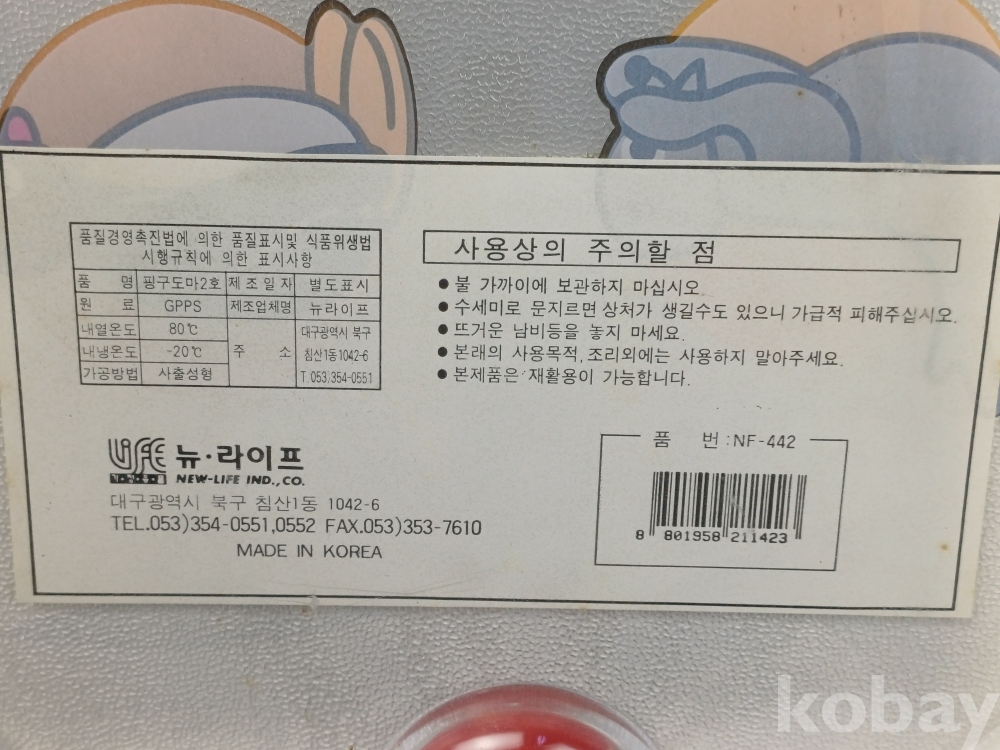 품질경영촉진법에 의한 품질표시및 식품위생법
시행규칙에 의한 표시사항
품 명 핑구도마2호 제조일자 별도표시
원 료 GPPS 제조업체명 뉴라이프
내열온도 80℃ 주 소 대구광역시 북구
내냉온도 -20℃ 침산1동1042-6
가공방법 사출성형 T.053)354-0551
사용상의 주의할 점
● 불 가까이에 보관하지 마십시오.
● 수세미로 문지르면 상처가 생길수도 있으니 가급적 피해주십시오.
● 뜨거운 남비등을 놓지 마세요.
● 본래의 사용목적, 조리외에는 사용하지 말아주세요.
● 본제품은 재활용이 가능합니다.
LiFE 뉴·라이프
NEW-LIFE IND., CO.
대구광역시 북구 침산1동 1042-6
TEL.053)354-0551,0552 FAX.053)353-7610
MADE IN KOREA
품 번 : NF-442
8 801958 211423
kobay